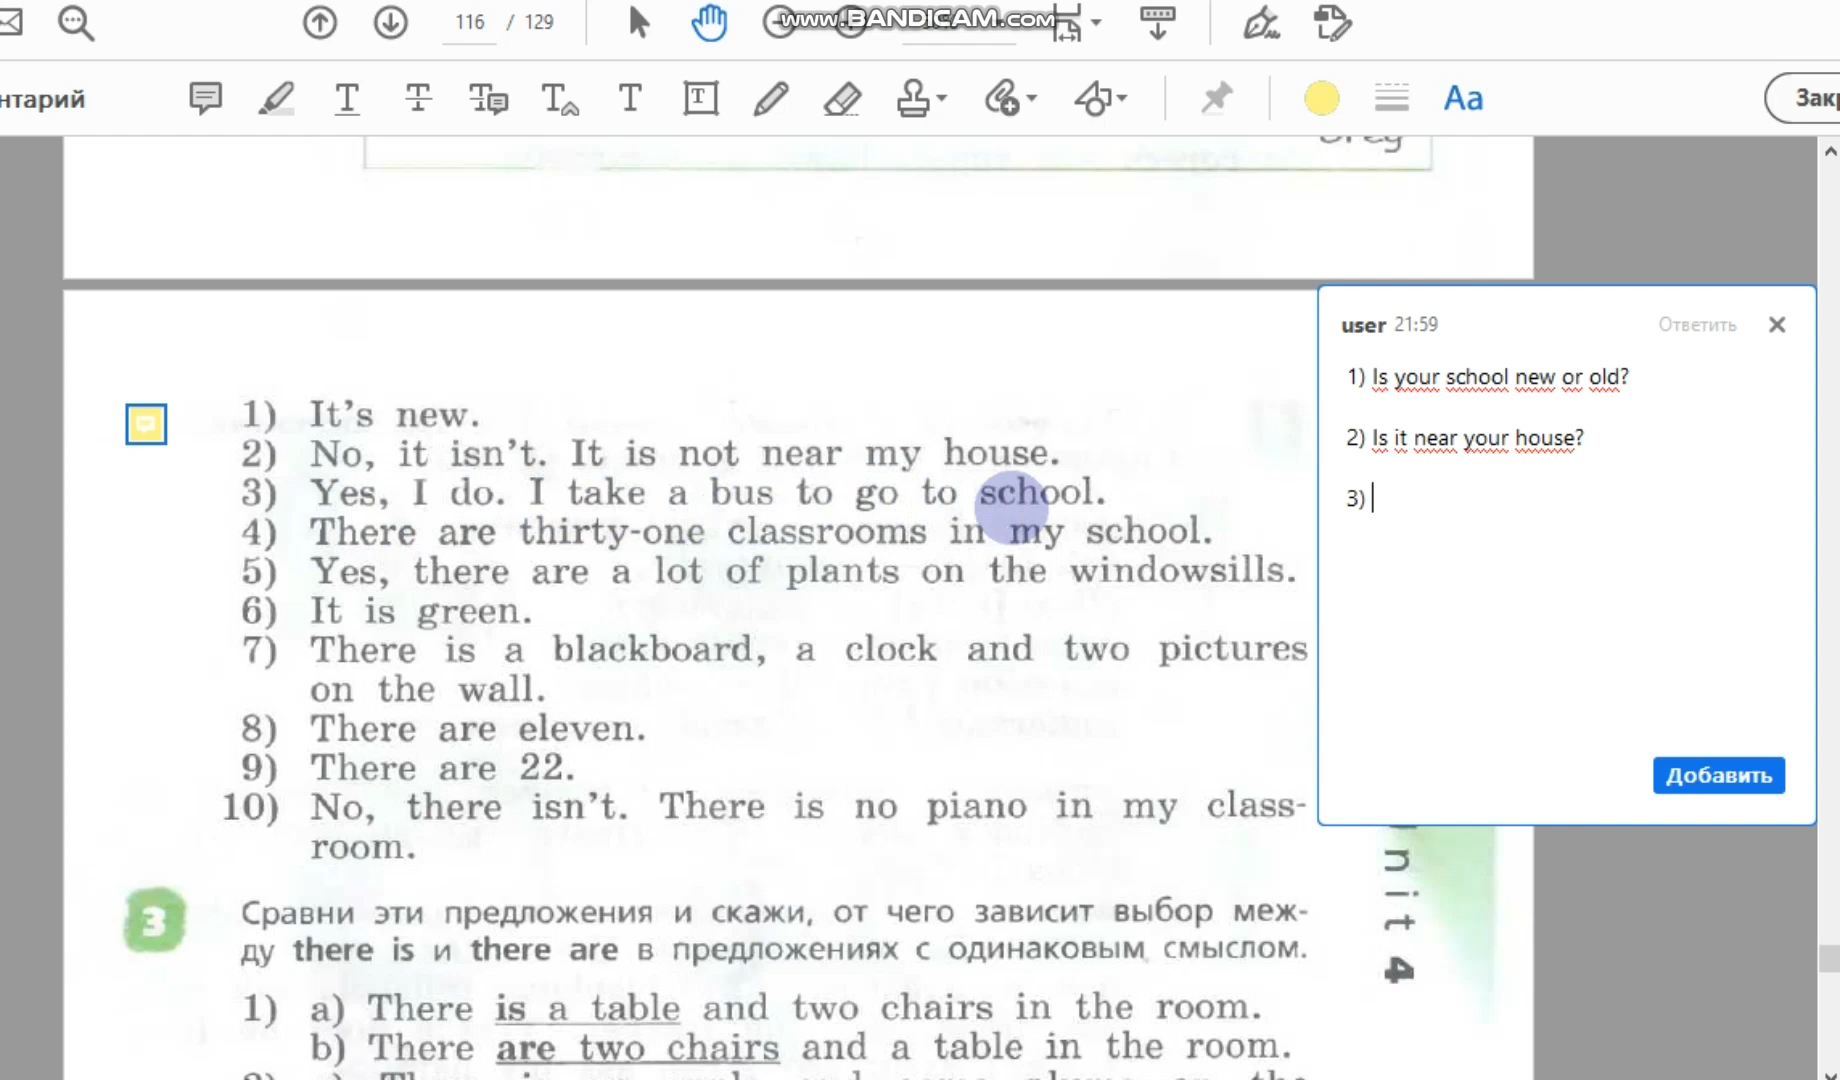 116 / 129
www.BANDICAM.com
нтарий
Aa
Закр
user 21:59
Ответить
1) Is your school new or old?
2) Is it near your house?
3)
Добавить
1) It's new.
2) No, it isn't. It is not near my house.
3) Yes, I do. I take a bus to go to school.
4) There are thirty-one classrooms in my school.
5) Yes, there are a lot of plants on the windowsills.
6) It is green.
7) There is a blackboard, a clock and two pictures
on the wall.
8) There are eleven.
9) There are 22.
10) No, there isn't. There is no piano in my class-
room.
nit 4
3
Сравни эти предложения и скажи, от чего зависит выбор меж-
ду there is и there are в предложениях с одинаковым смыслом.
1) a) There is a table and two chairs in the room.
b) There are two chairs and a table in the room.